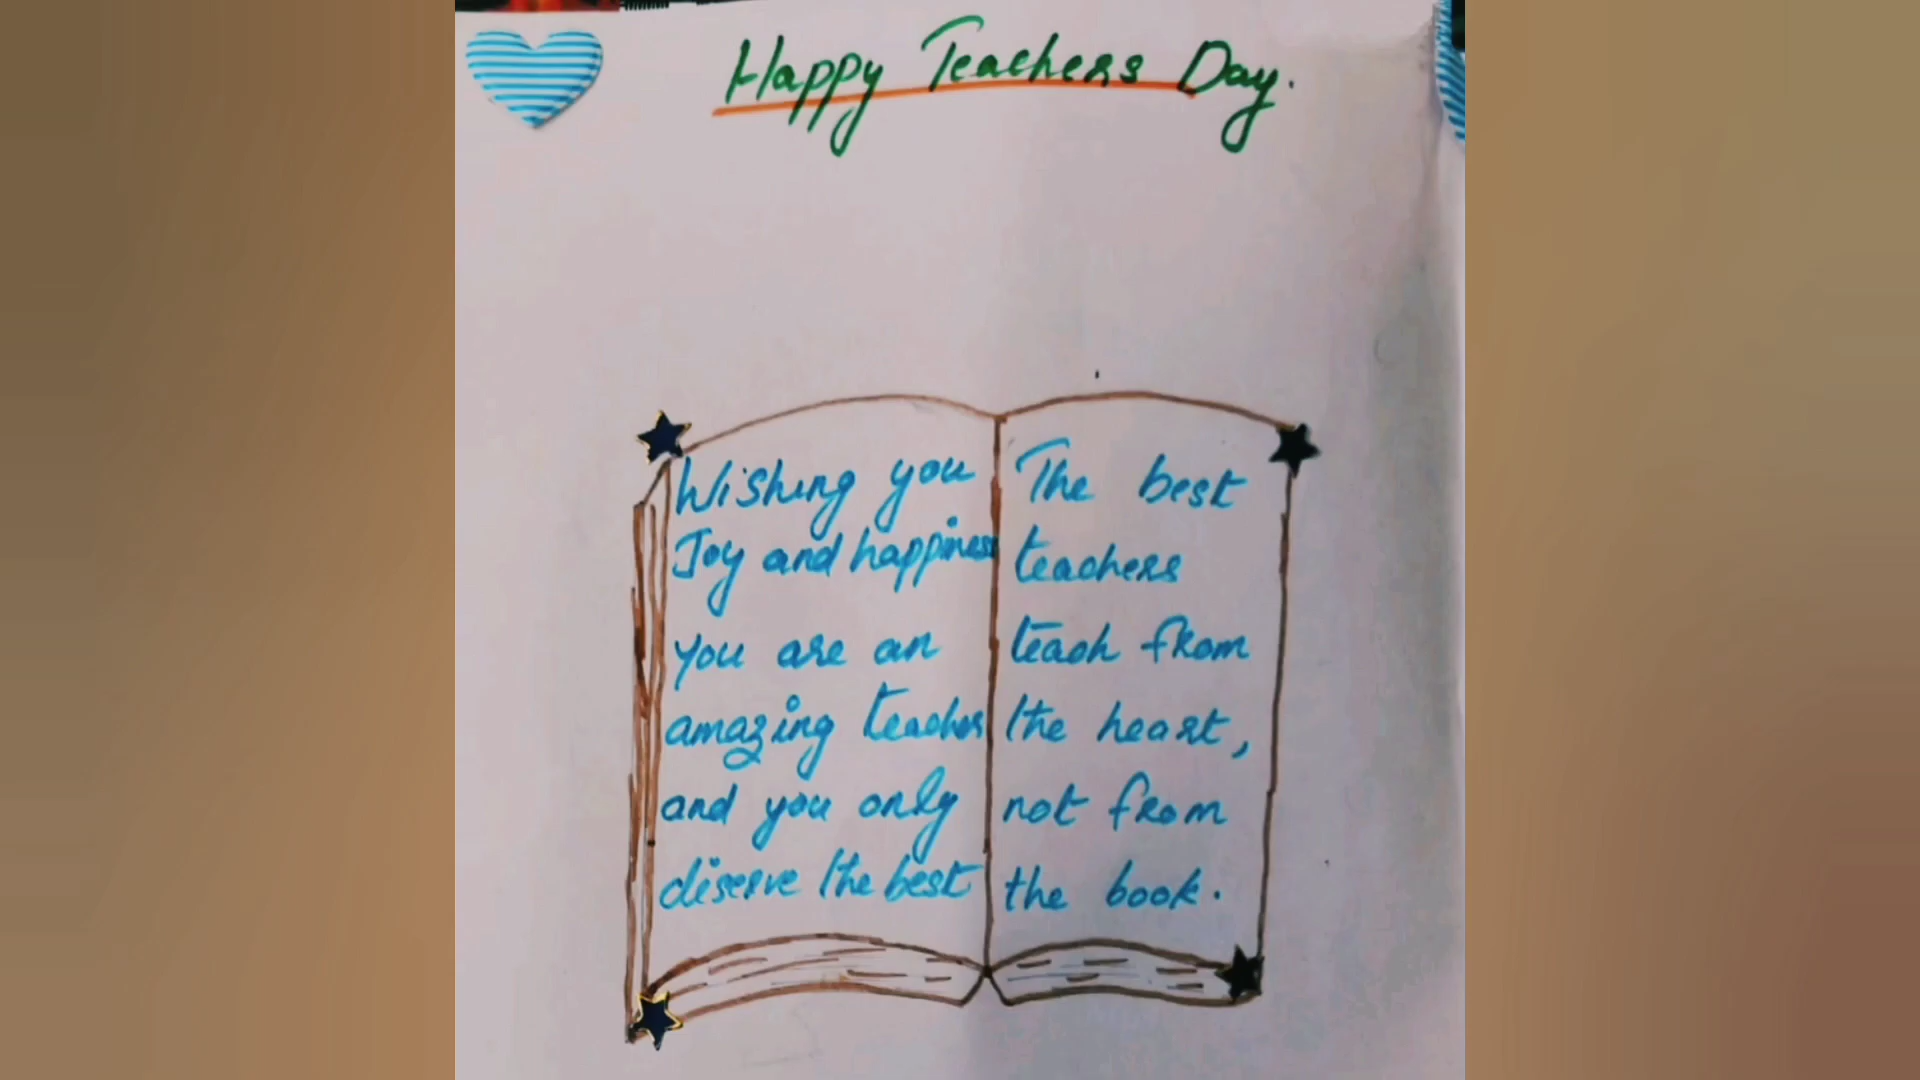 Happy Teachers Day.
Wishing you
Joy and happiness
you are an
amazing teacher
and you only
deserve the best
The best
teachers
teach from
the heart,
not from
the book.